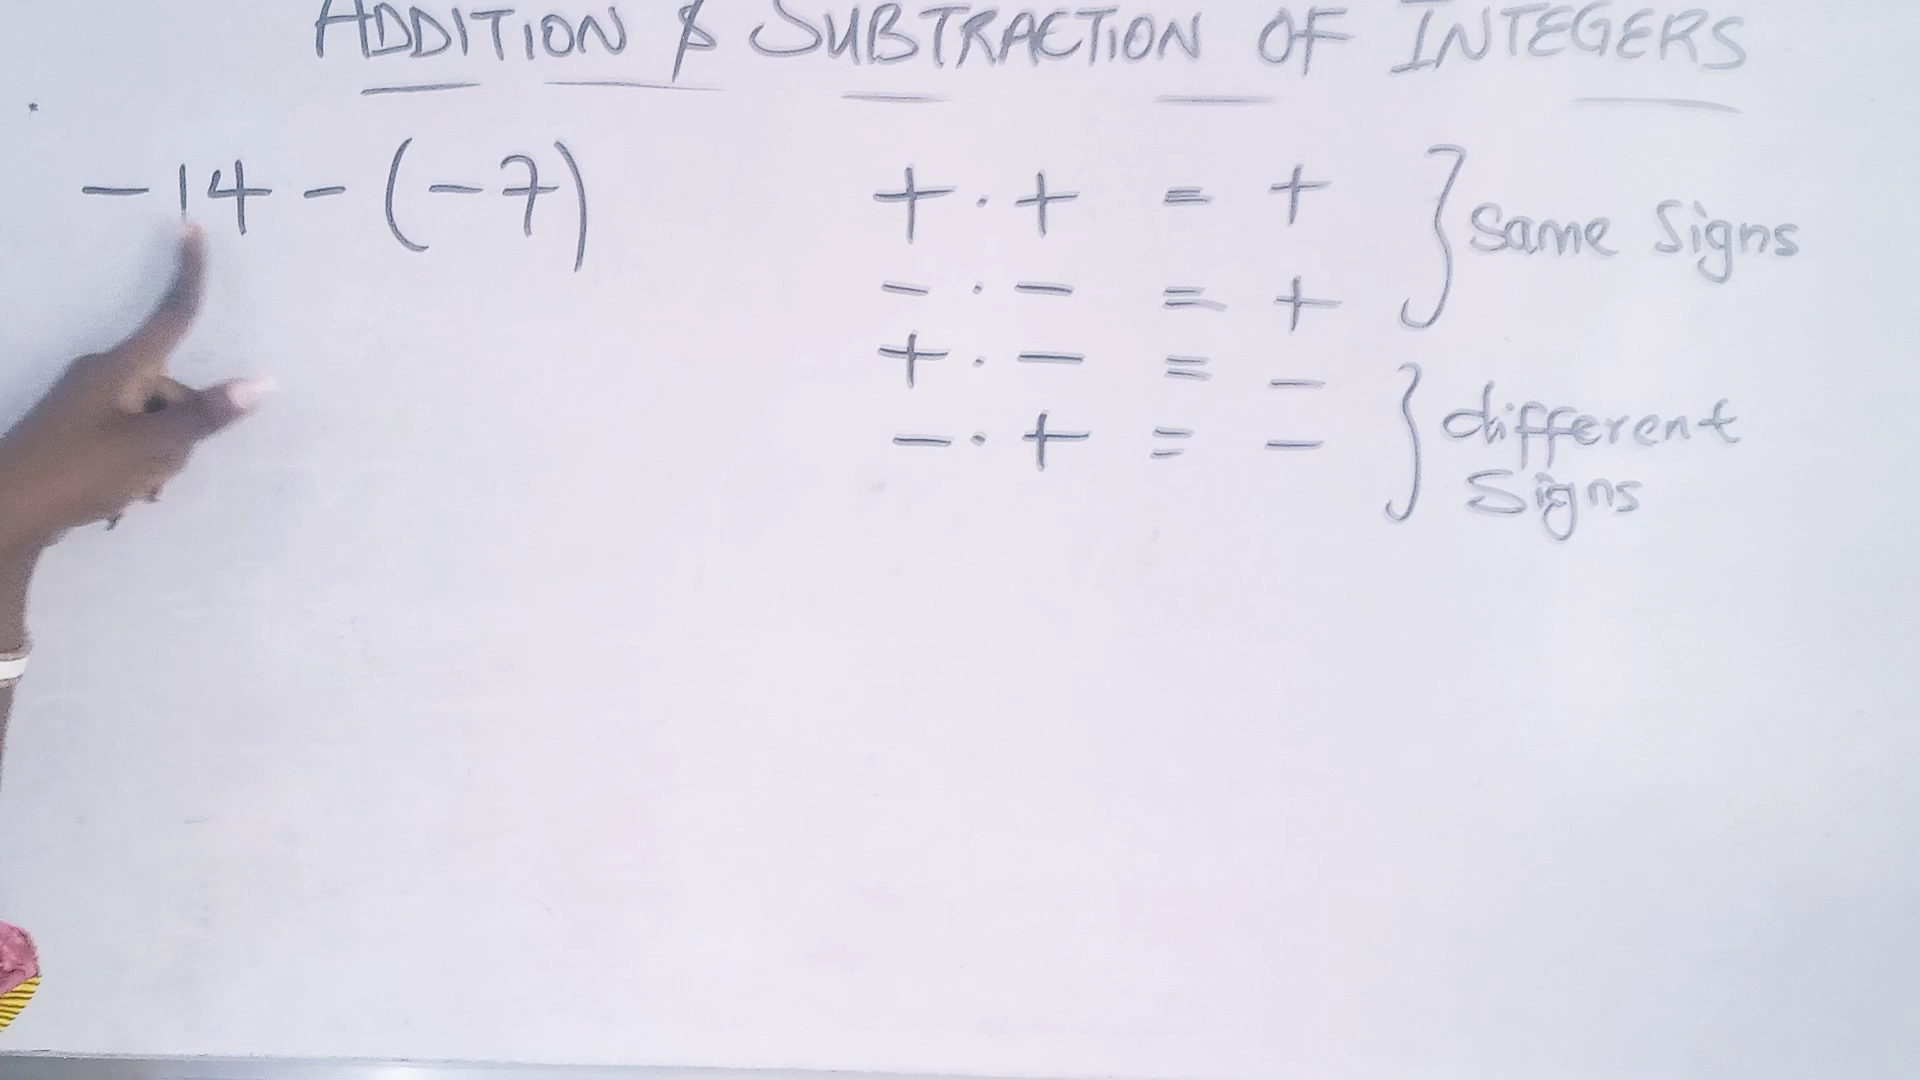 ADDITION & SUBTRACTION OF INTEGERS
-14 - (-7)
+ . + = +
- . - = +
} Same Signs
+ . - = -
- . + = -
} different
Signs